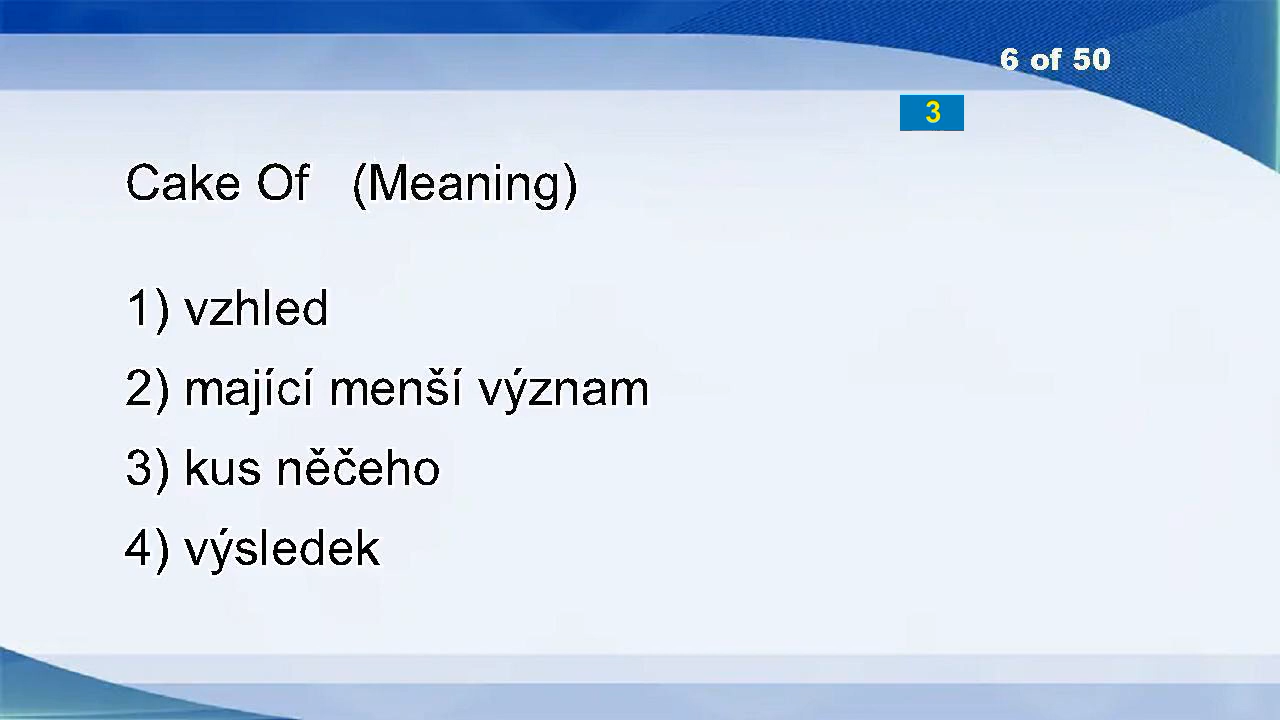 6 of 50
3
Cake Of (Meaning)
1) vzhled
2) mající menší význam
3) kus něčeho
4) výsledek